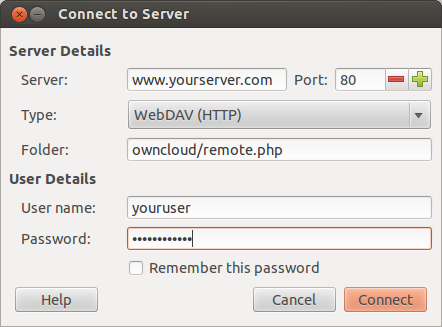 Connect to Server
Server Details
Server: www.yourserver.com Port: 80
Type: WebDAV (HTTP)
Folder: owncloud/remote.php
User Details
User name: youruser
Password: ••••••••••••
Remember this password
Help Cancel Connect